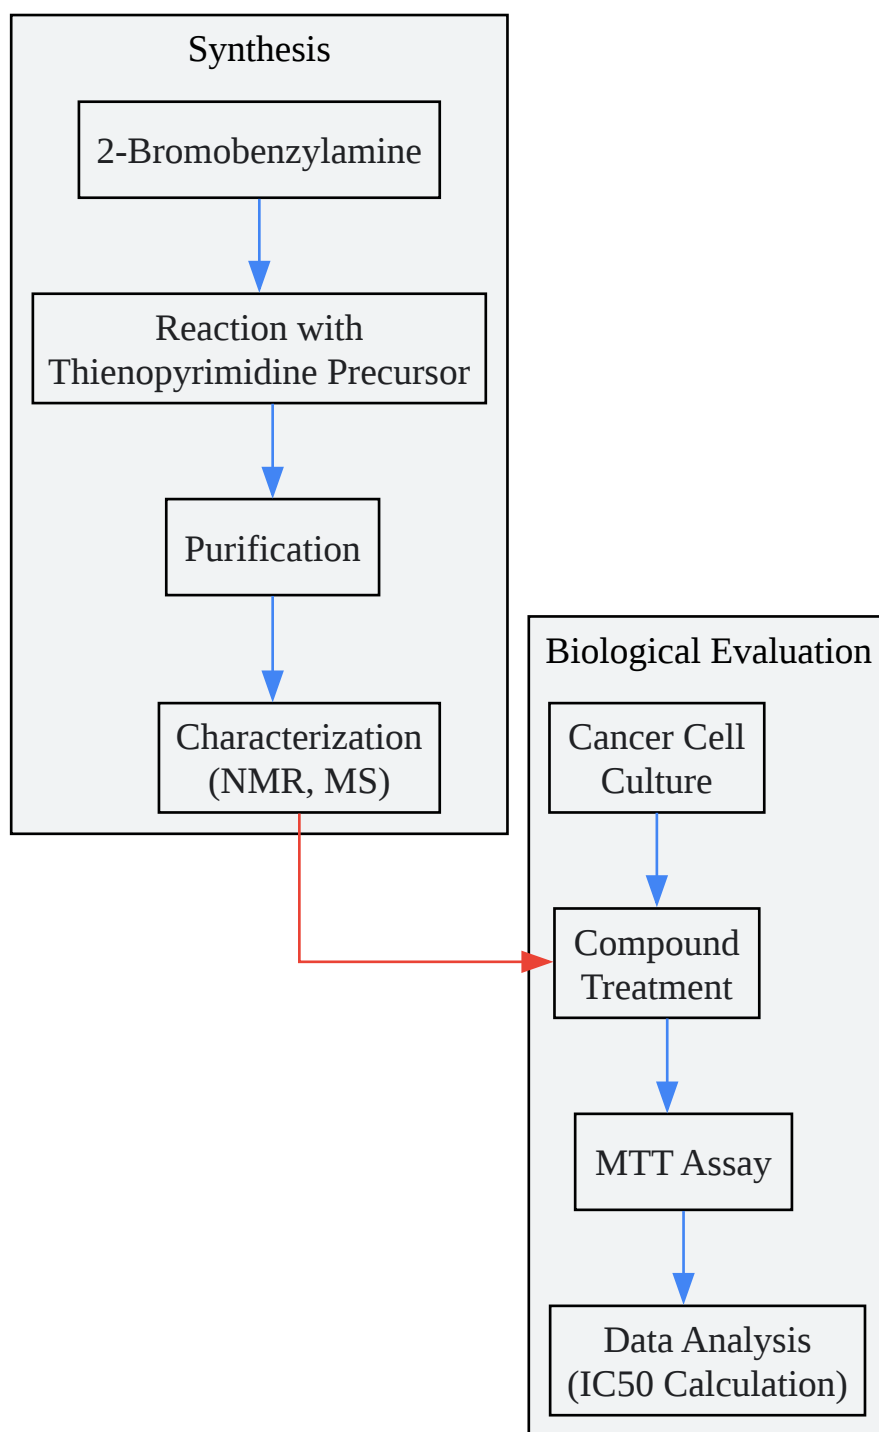 Synthesis
2-Bromobenzylamine
Reaction with
Thienopyrimidine Precursor
Purification
Characterization
(NMR, MS)
Biological Evaluation
Cancer Cell
Culture
Compound
Treatment
MTT Assay
Data Analysis
(IC50 Calculation)